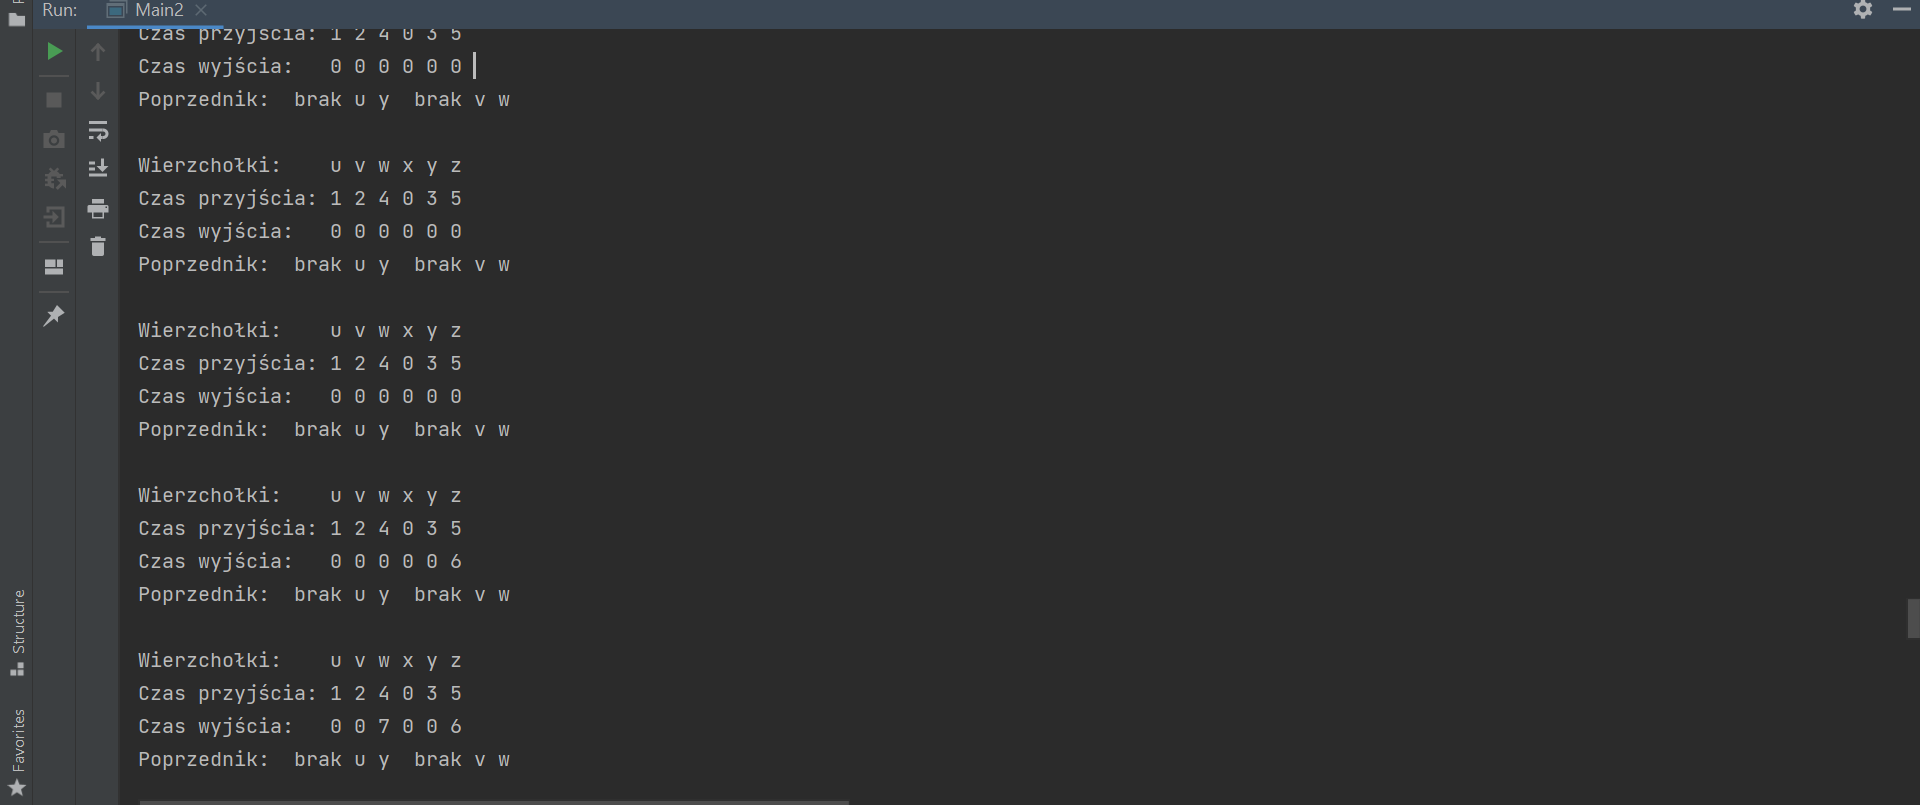 Run: Main2
Czas przyjścia: 1 2 4 0 3 5
Czas wyjścia: 0 0 0 0 0 0
Poprzednik: brak u y brak v w
Wierzchołki: u v w x y z
Czas przyjścia: 1 2 4 0 3 5
Czas wyjścia: 0 0 0 0 0 0
Poprzednik: brak u y brak v w
Wierzchołki: u v w x y z
Czas przyjścia: 1 2 4 0 3 5
Czas wyjścia: 0 0 0 0 0 0
Poprzednik: brak u y brak v w
Wierzchołki: u v w x y z
Czas przyjścia: 1 2 4 0 3 5
Czas wyjścia: 0 0 0 0 0 6
Poprzednik: brak u y brak v w
Wierzchołki: u v w x y z
Czas przyjścia: 1 2 4 0 3 5
Czas wyjścia: 0 0 7 0 0 6
Poprzednik: brak u y brak v w
Structure
Favorites